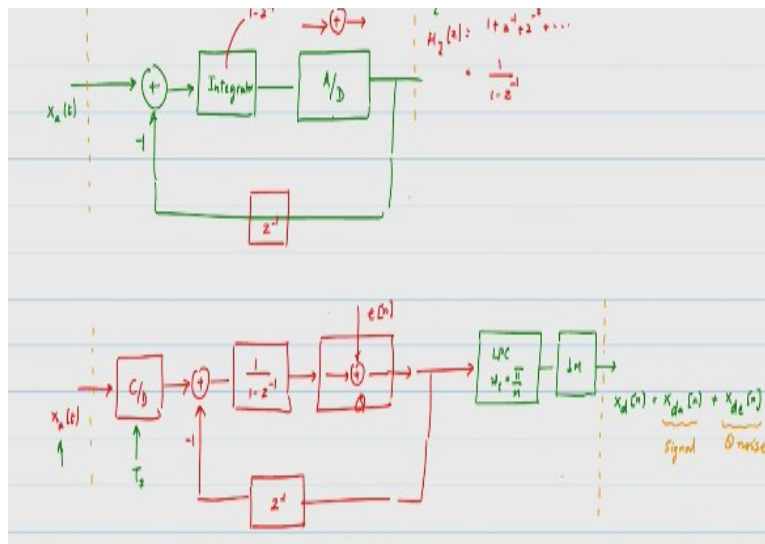 1-z⁻¹
H_I(z) = 1+z⁻¹+z⁻²+...
= 1/(1-z⁻¹)
x_a(t)
+
Integrator
A/D
-1
z⁻¹
e[n]
x_a(t)
C/D
+
1/(1-z⁻¹)
+
Q
LPC
ω_c = π/M
↓M
x_d[n] = x_da[n] + x_de[n]
Signal
Q noise
-1
T_s
z⁻¹